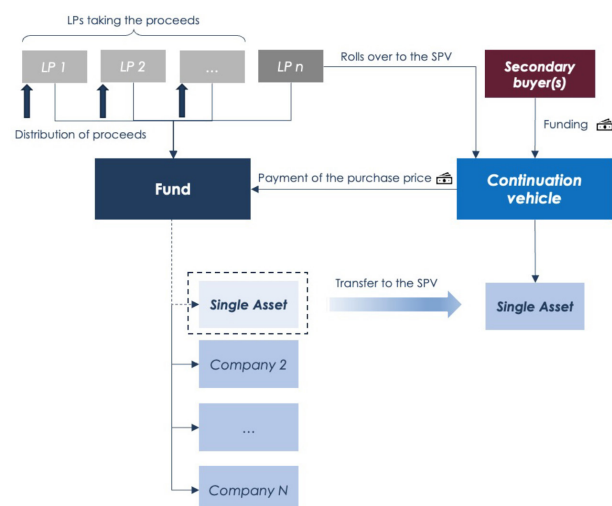 LPs taking the proceeds
LP 1
LP 2
...
LP n
Rolls over to the SPV
Secondary
buyer(s)
Distribution of proceeds
Funding
Fund
Payment of the purchase price
Continuation
vehicle
Single Asset
Transfer to the SPV
Single Asset
Company 2
...
Company N